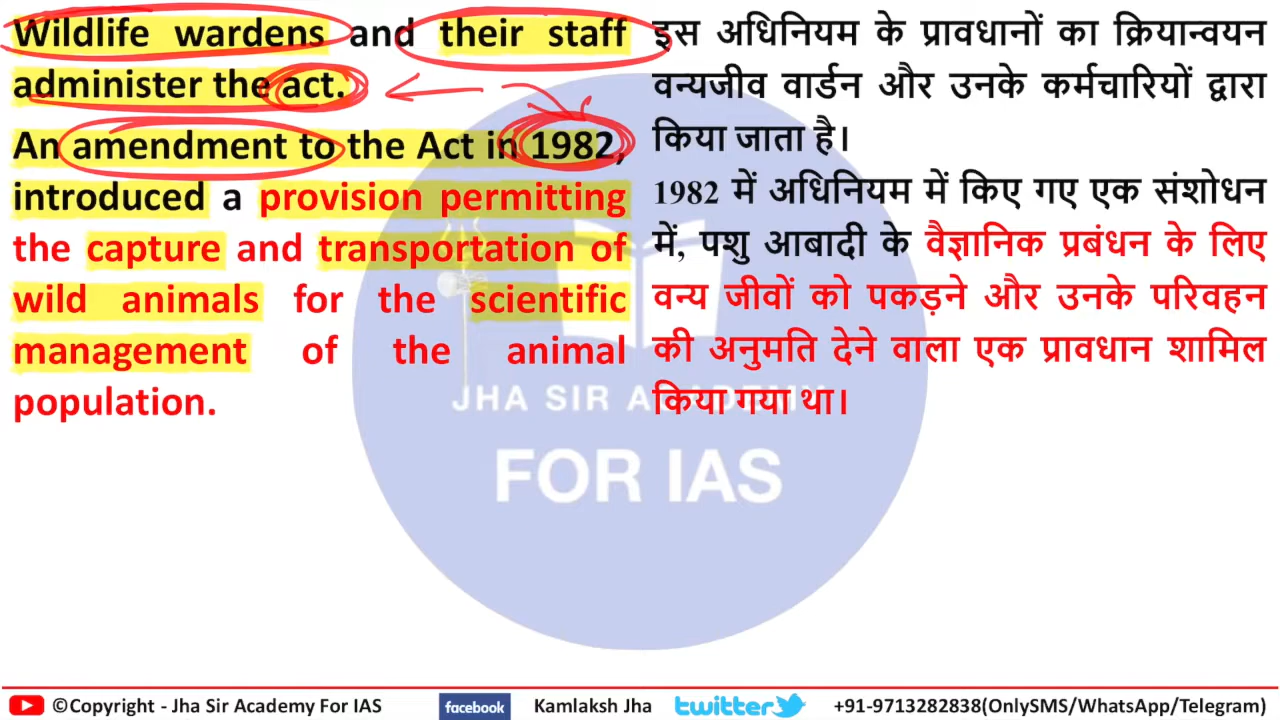 Wildlife wardens and their staff
administer the act.
An amendment to the Act in 1982,
introduced a provision permitting
the capture and transportation of
wild animals for the scientific
management of the animal
population.
इस अधिनियम के प्रावधानों का क्रियान्वयन
वन्यजीव वार्डन और उनके कर्मचारियों द्वारा
किया जाता है।
1982 में अधिनियम में किए गए एक संशोधन
में, पशु आबादी के वैज्ञानिक प्रबंधन के लिए
वन्य जीवों को पकड़ने और उनके परिवहन
की अनुमति देने वाला एक प्रावधान शामिल
किया गया था।
JHA SIR ACADEMY
FOR IAS
©Copyright - Jha Sir Academy For IAS facebook Kamlaksh Jha twitter +91-9713282838(OnlySMS/WhatsApp/Telegram)